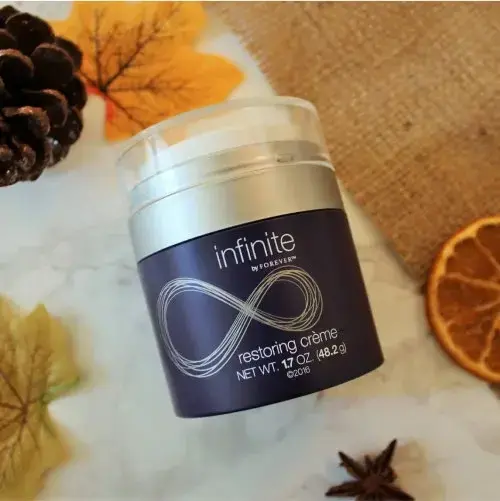 infinite
by FOREVER™
restoring crème
NET WT. 1.7 OZ. (48.2 g)
©2016